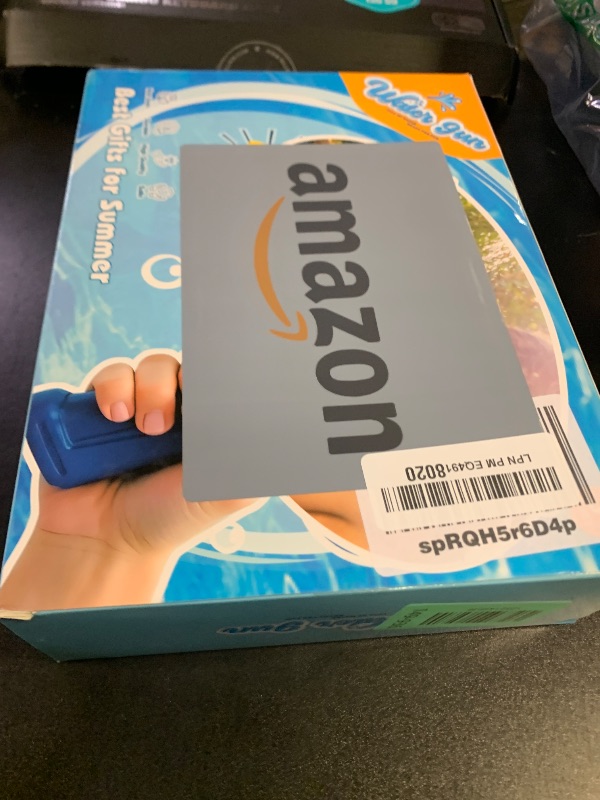 Water gun
Best Gifts for Summer
amazon
LPN PM EQ4918020
spRQH5r6D4p